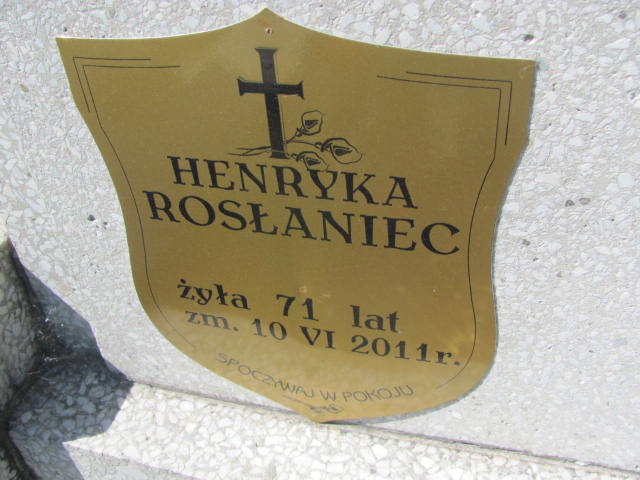 HENRYKA
ROSŁANIEC
żyła 71 lat
zm. 10 VI 2011r.
SPOCZYWAJ W POKOJU